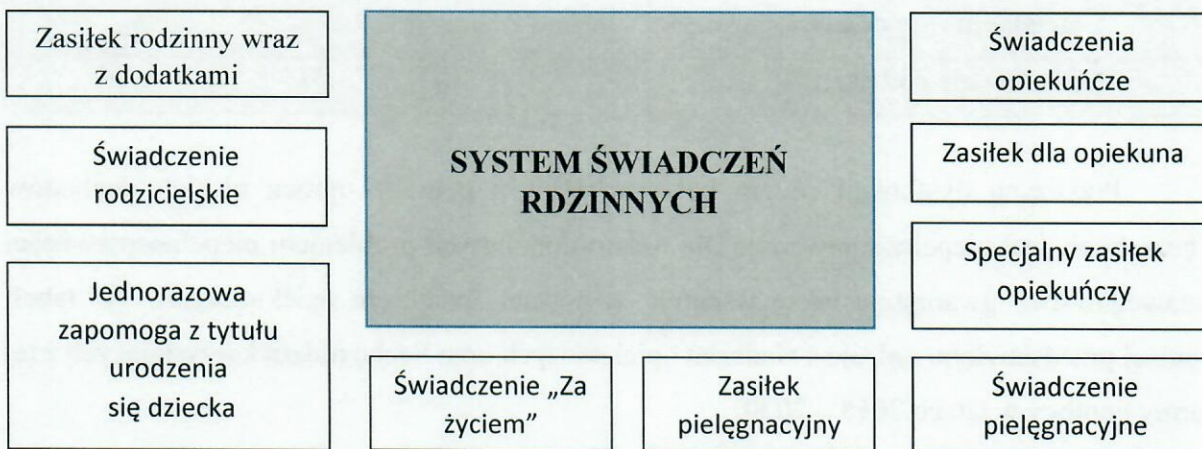 Zasiłek rodzinny wraz
z dodatkami
Świadczenie
rodzicielskie
Jednorazowa
zapomoga z tytułu
urodzenia
się dziecka
SYSTEM ŚWIADCZEŃ
RDZINNYCH
Świadczenie „Za
życiem”
Zasiłek
pielęgnacyjny
Świadczenia
opiekuńcze
Zasiłek dla opiekuna
Specjalny zasiłek
opiekuńczy
Świadczenie
pielęgnacyjne